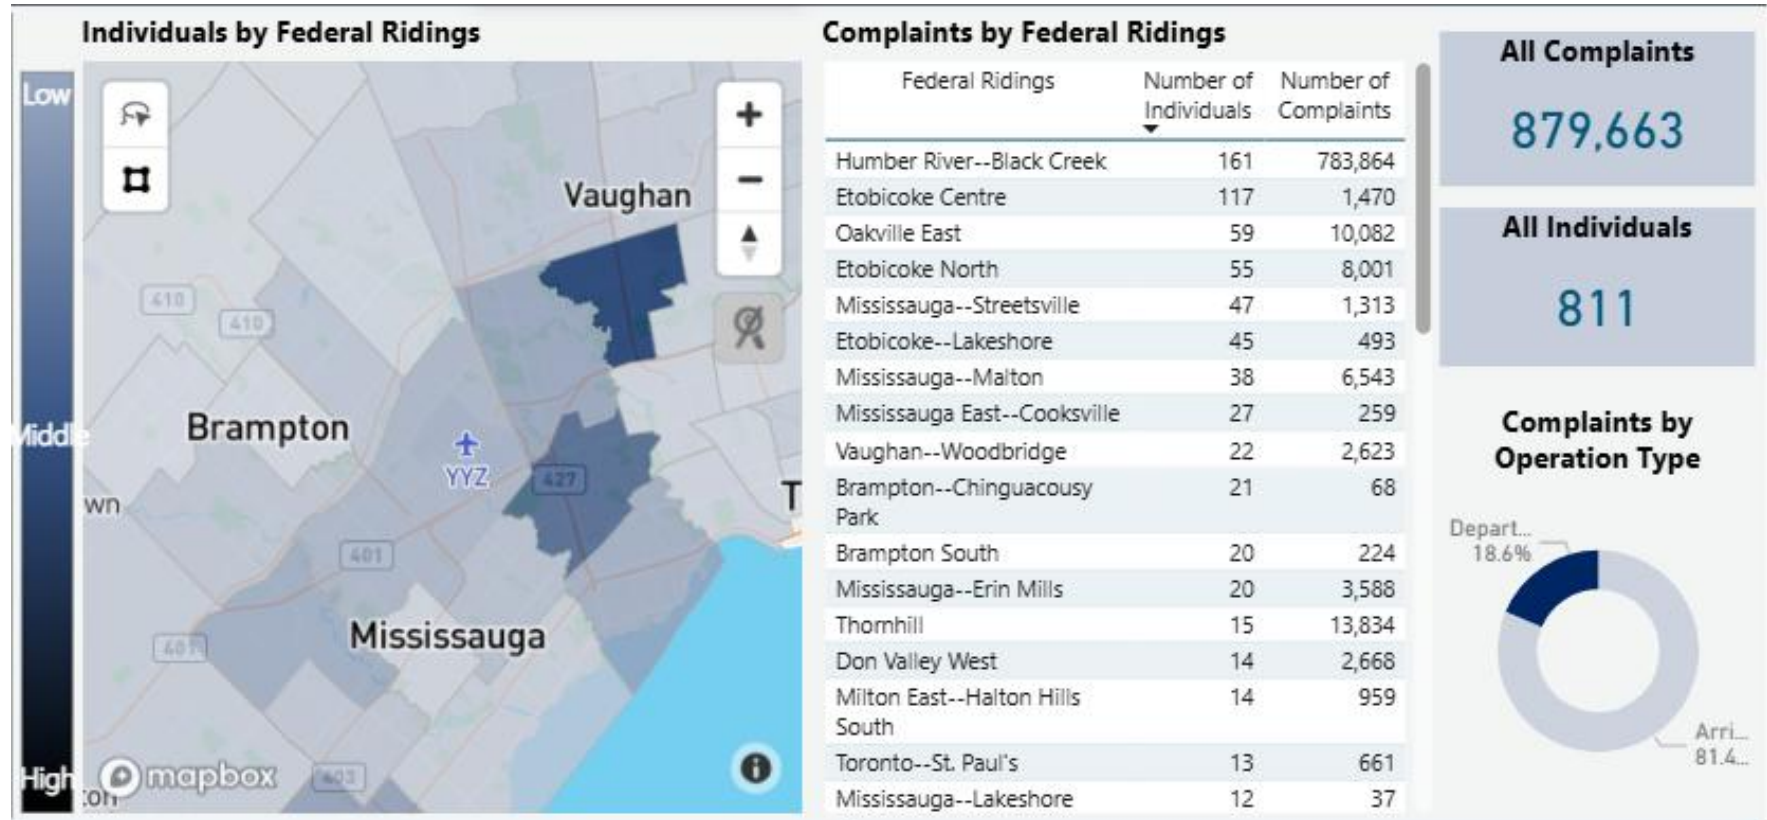 Individuals by Federal Ridings
Low
Middle
High
Vaughan
410
410
Brampton
YYZ
427
wn
T
401
Mississauga
401
403
ton
mapbox
Complaints by Federal Ridings
Federal Ridings Number of Individuals Number of Complaints
Humber River--Black Creek 161 783,864
Etobicoke Centre 117 1,470
Oakville East 59 10,082
Etobicoke North 55 8,001
Mississauga--Streetsville 47 1,313
Etobicoke--Lakeshore 45 493
Mississauga--Malton 38 6,543
Mississauga East--Cooksville 27 259
Vaughan--Woodbridge 22 2,623
Brampton--Chinguacousy 21 68
Park
Brampton South 20 224
Mississauga--Erin Mills 20 3,588
Thornhill 15 13,834
Don Valley West 14 2,668
Milton East--Halton Hills 14 959
South
Toronto--St. Paul's 13 661
Mississauga--Lakeshore 12 37
All Complaints
879,663
All Individuals
811
Complaints by
Operation Type
Depart...
18.6%
Arri...
81.4...